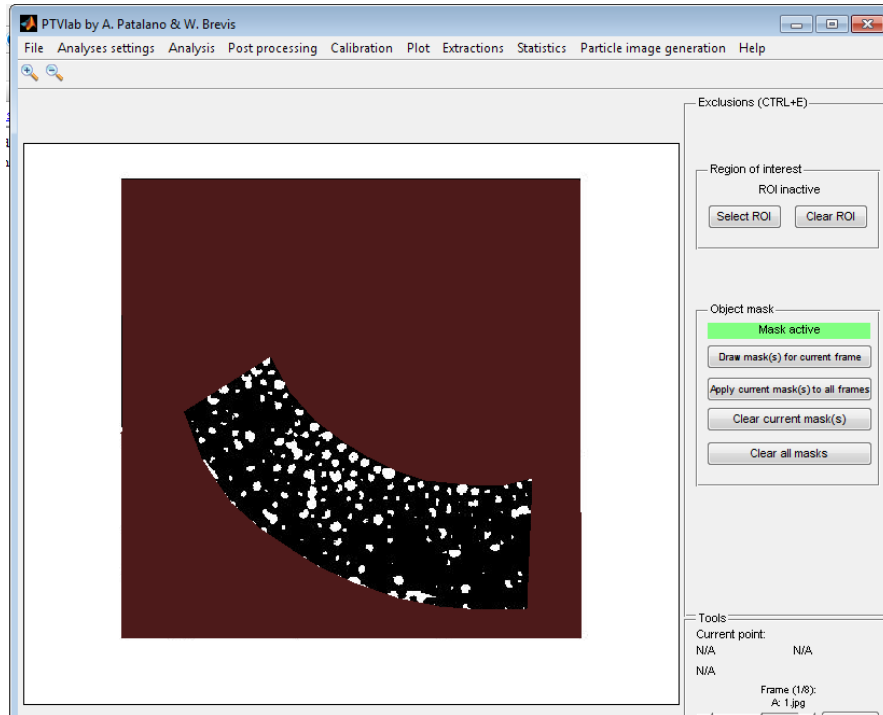 PTVlab by A. Patalano & W. Brevis
File Analyses settings Analysis Post processing Calibration Plot Extractions Statistics Particle image generation Help
Exclusions (CTRL+E)
Region of interest
ROI inactive
Select ROI Clear ROI
Object mask
Mask active
Draw mask(s) for current frame
Apply current mask(s) to all frames
Clear current mask(s)
Clear all masks
Tools
Current point:
N/A N/A
N/A
Frame (1/8):
A: 1.jpg